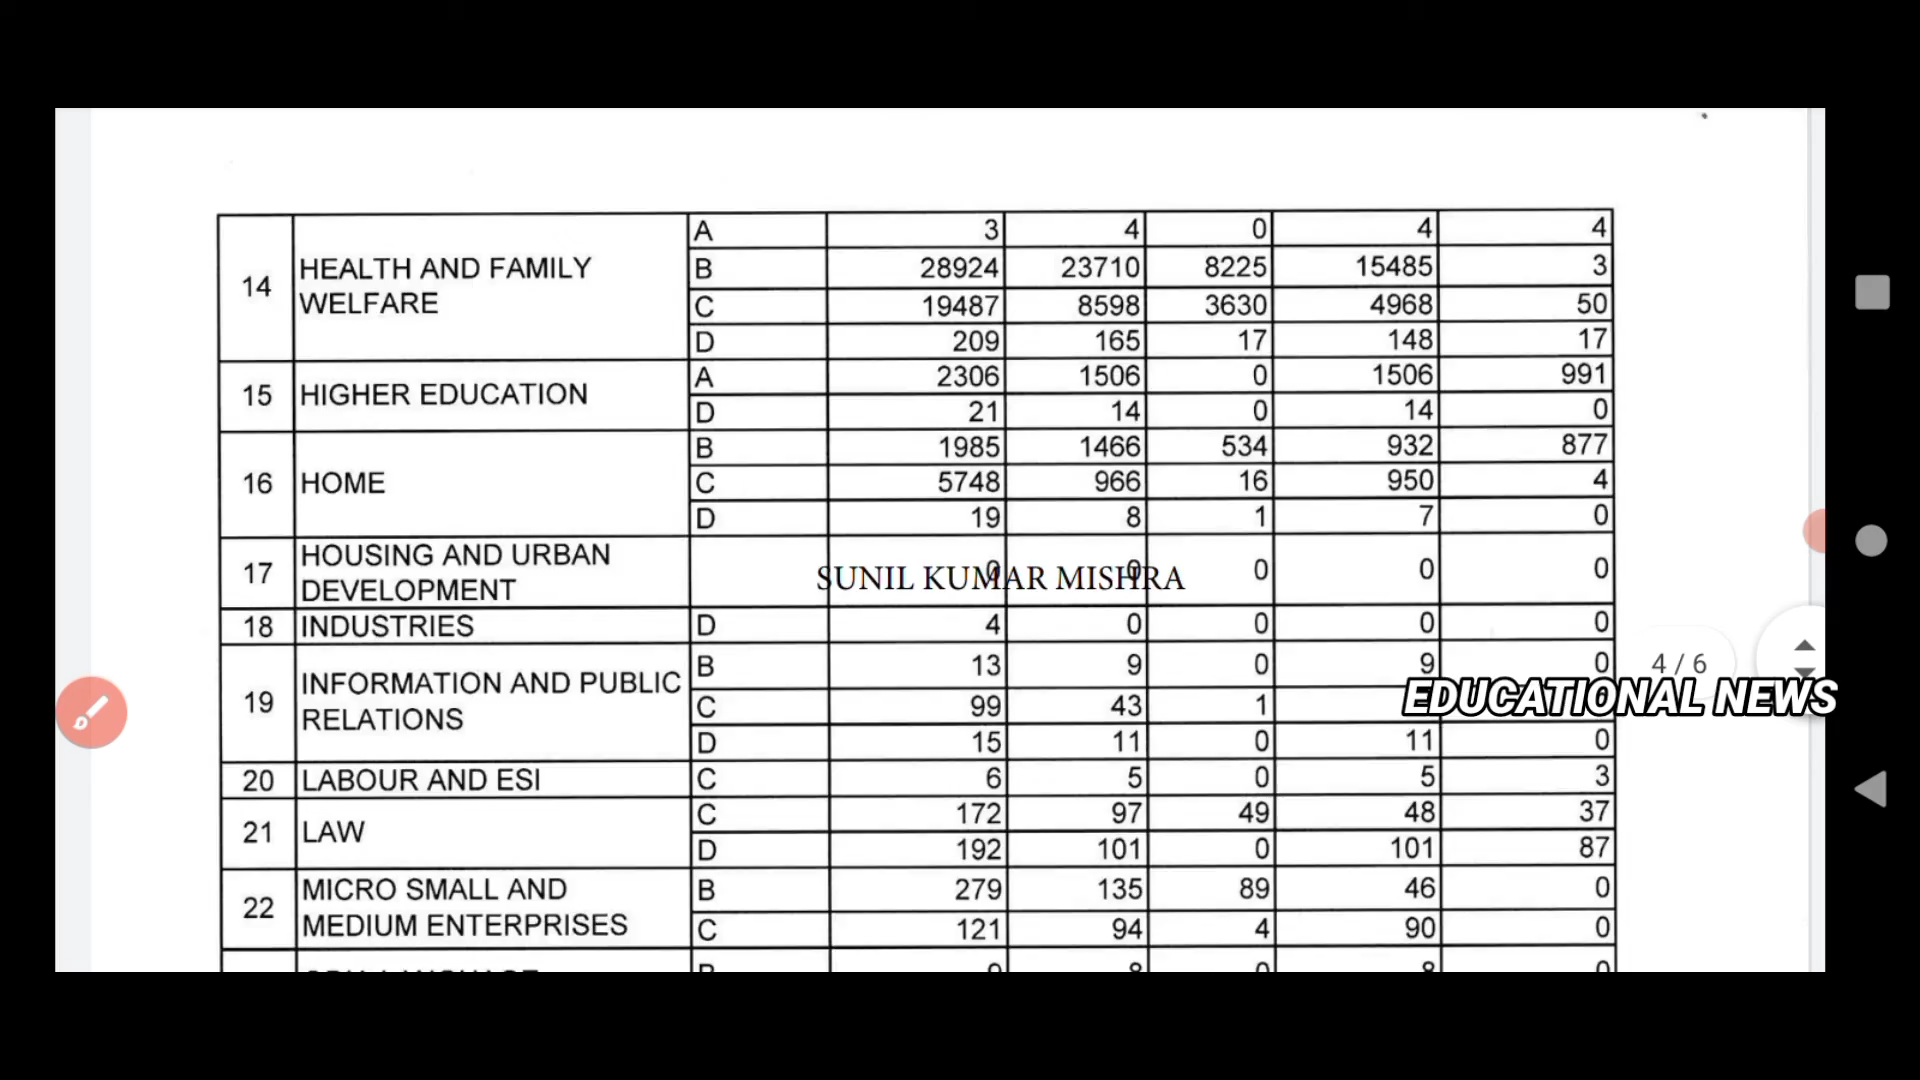 A 3 4 0 4 4
14 HEALTH AND FAMILY WELFARE B 28924 23710 8225 15485 3
C 19487 8598 3630 4968 50
D 209 165 17 148 17
15 HIGHER EDUCATION A 2306 1506 0 1506 991
D 21 14 0 14 0
B 1985 1466 534 932 877
16 HOME C 5748 966 16 950 4
D 19 8 1 7 0
17 HOUSING AND URBAN DEVELOPMENT 0 0 0 0 0
SUNIL KUMAR MISHRA
18 INDUSTRIES D 4 0 0 0 0
B 13 9 0 9 0
4 / 6
EDUCATIONAL NEWS
19 INFORMATION AND PUBLIC RELATIONS C 99 43 1
D 15 11 0 11 0
20 LABOUR AND ESI C 6 5 0 5 3
21 LAW C 172 97 49 48 37
D 192 101 0 101 87
22 MICRO SMALL AND MEDIUM ENTERPRISES B 279 135 89 46 0
C 121 94 4 90 0